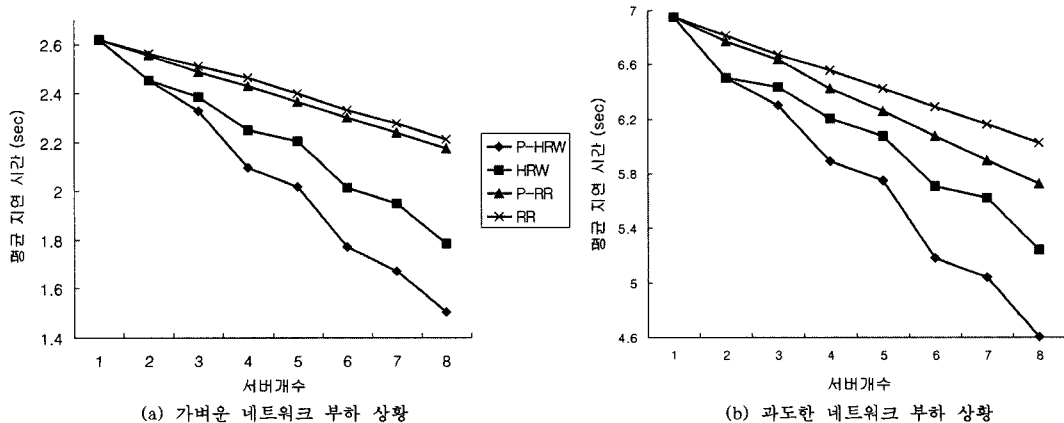 평균 지연 시간 (sec)
2.6
2.4
2.2
2
1.8
1.6
1.4
1 2 3 4 5 6 7 8
서버개수
(a) 가벼운 네트워크 부하 상황
P-HRW
HRW
P-RR
RR
평균 지연 시간 (sec)
7
6.6
6.2
5.8
5.4
5
4.6
1 2 3 4 5 6 7 8
서버개수
(b) 과도한 네트워크 부하 상황